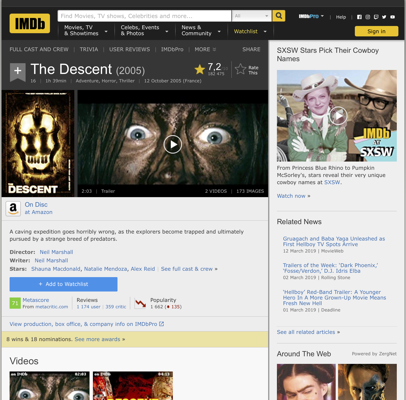 IMDb
Find Movies, TV shows, Celebrities and more...
All
IMDbPro
Help
Movies, TV
& Showtimes
Celebs, Events
& Photos
News &
Community
Watchlist
Sign in
FULL CAST AND CREW | TRIVIA | USER REVIEWS | IMDbPro | MORE
SHARE
The Descent (2005)
16 | 1h 39min | Adventure, Horror, Thriller | 12 October 2005 (France)
7,2
Rate
This
THE
DESCENT
2:03 | Trailer
2 VIDEOS | 173 IMAGES
On Disc
at Amazon
A caving expedition goes horribly wrong, as the explorers become trapped and ultimately
pursued by a strange breed of predators.
Director: Neil Marshall
Writer: Neil Marshall
Stars: Shauna Macdonald, Natalie Mendoza, Alex Reid | See full cast & crew »
+ Add to Watchlist
71
Metascore
From metacritic.com
Reviews
1 174 user | 359 critic
Popularity
1 662 (135)
View production, box office, & company info on IMDbPro
8 wins & 18 nominations. See more awards »
Videos
SXSW Stars Pick Their Cowboy
Names
IMDb
AT
SXSW
From Princess Blue Rhino to Pumpkin
McSorley's, stars reveal their very unique
cowboy names at SXSW.
Watch now »
Related News
Gruagach and Baba Yaga Unleashed as
First Hellboy TV Spots Arrive
12 March 2019 | MovieWeb
Trailers of the Week: 'Dark Phoenix,'
'Fosse/Verdon,' D.J. Idris Elba
02 March 2019 | Rolling Stone
'Hellboy' Red-Band Trailer: A Younger
Hero In A More Grown-Up Movie Means
Fresh New Hell
01 March 2019 | Deadline
See all related articles »
Around The Web
Powered by ZergNet